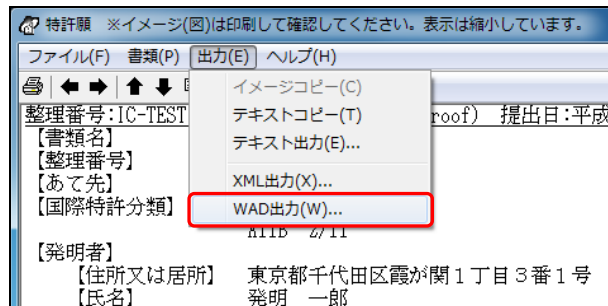 特許願　※イメージ(図)は印刷して確認してください。表示は縮小しています。
ファイル(F)　書類(P)　出力(E)　ヘルプ(H)
イメージコピー(C)
テキストコピー(T)
テキスト出力(E)...
XML出力(X)...
WAD出力(W)...
整理番号:IC-TEST roof)　提出日:平成
【書類名】
【整理番号】
【あて先】
【国際特許分類】
【発明者】
【住所又は居所】　東京都千代田区霞が関1丁目3番1号
【氏名】　発明　一郎